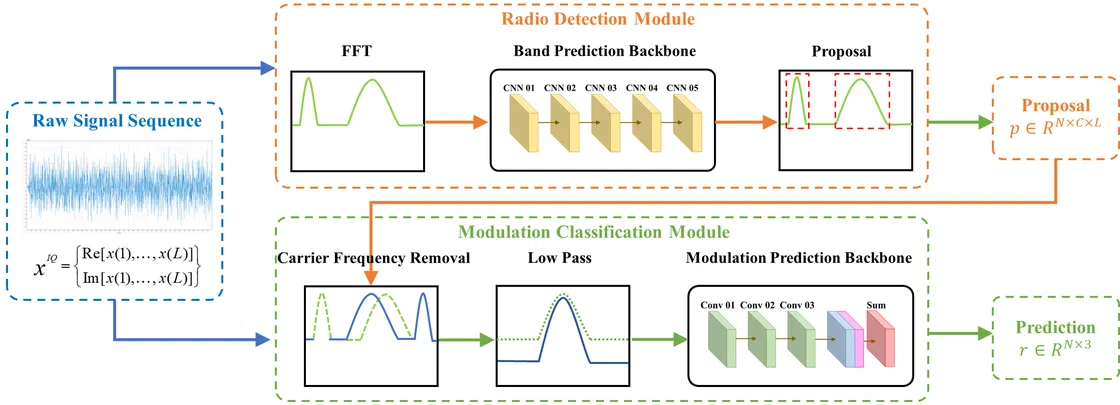 Radio Detection Module
FFT
Band Prediction Backbone
Proposal
CNN 01 CNN 02 CNN 03 CNN 04 CNN 05
Raw Signal Sequence
x^{IQ} = {Re[x(1),…,x(L)]
Im[x(1),…,x(L)]}
Proposal
p ∈ R^{N×C×L}
Modulation Classification Module
Carrier Frequency Removal
Low Pass
Modulation Prediction Backbone
Conv 01 Conv 02 Conv 03 Sum
Prediction
r ∈ R^{N×3}